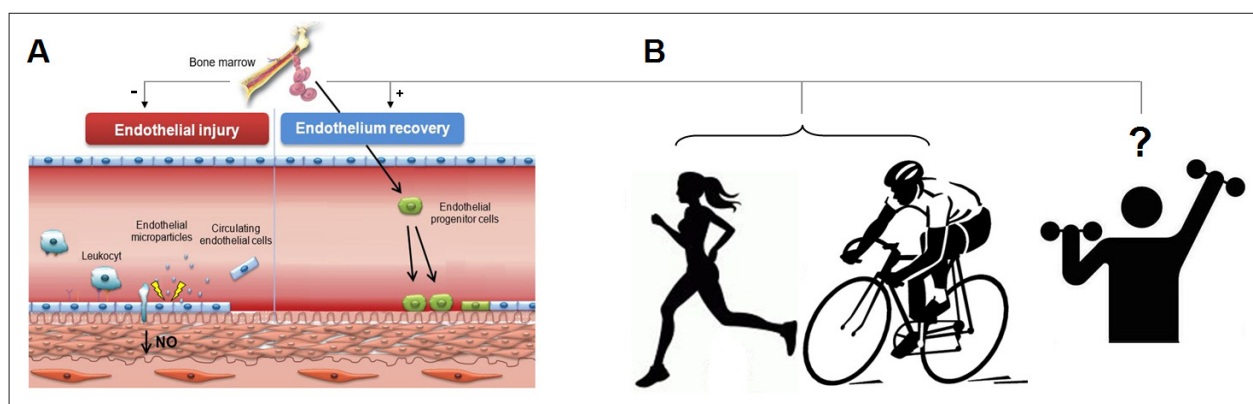 A
B
Bone marrow
-
+
Endothelial injury
Endothelium recovery
?
Endothelial
progenitor cells
Endothelial
microparticles
Circulating
endothelial cells
Leukocyt
NO